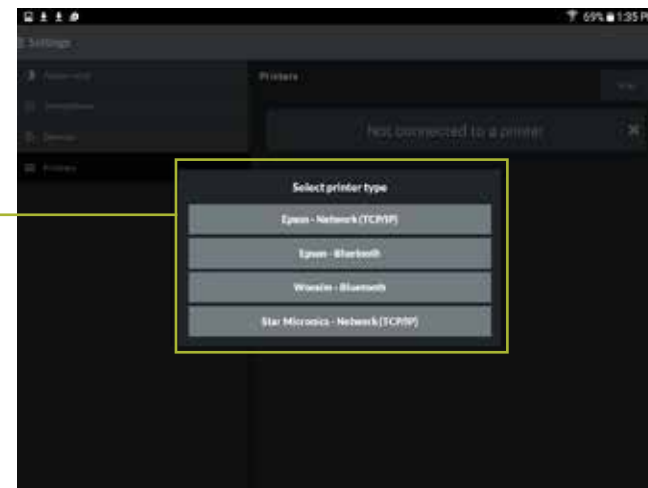 69% 1:35 P
Settings
Printers
Not connected to a printer
Printers
Select printer type
Epson - Network (TCP/IP)
Epson - Bluetooth
Woosim - Bluetooth
Star Micronics - Network (TCP/IP)